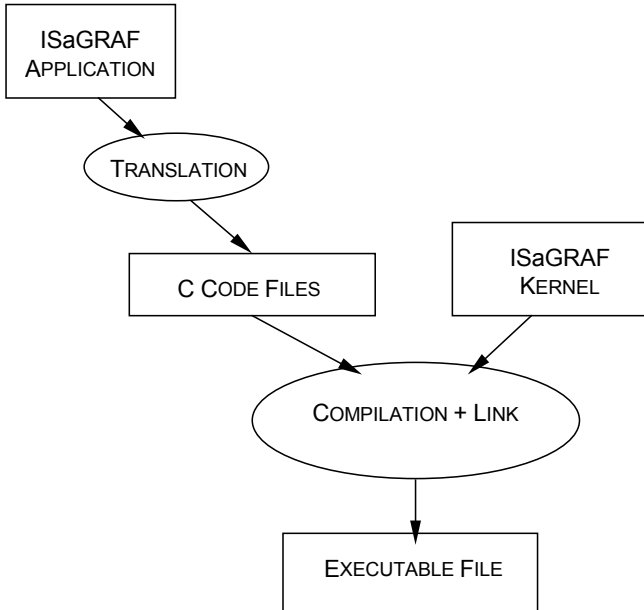 ISaGRAF
APPLICATION
TRANSLATION
C CODE FILES
ISaGRAF
KERNEL
COMPILATION + LINK
EXECUTABLE FILE